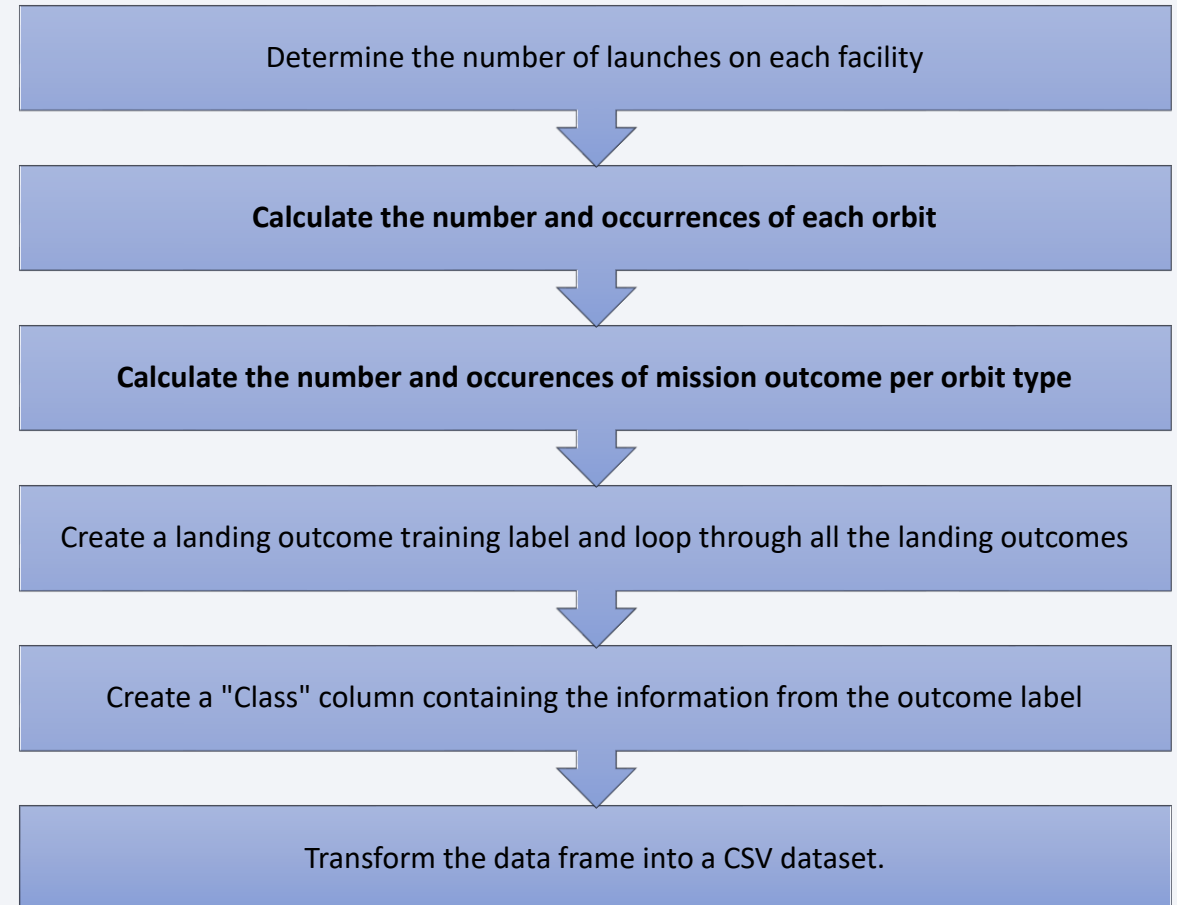 Determine the number of launches on each facility
Calculate the number and occurrences of each orbit
Calculate the number and occurences of mission outcome per orbit type
Create a landing outcome training label and loop through all the landing outcomes
Create a "Class" column containing the information from the outcome label
Transform the data frame into a CSV dataset.